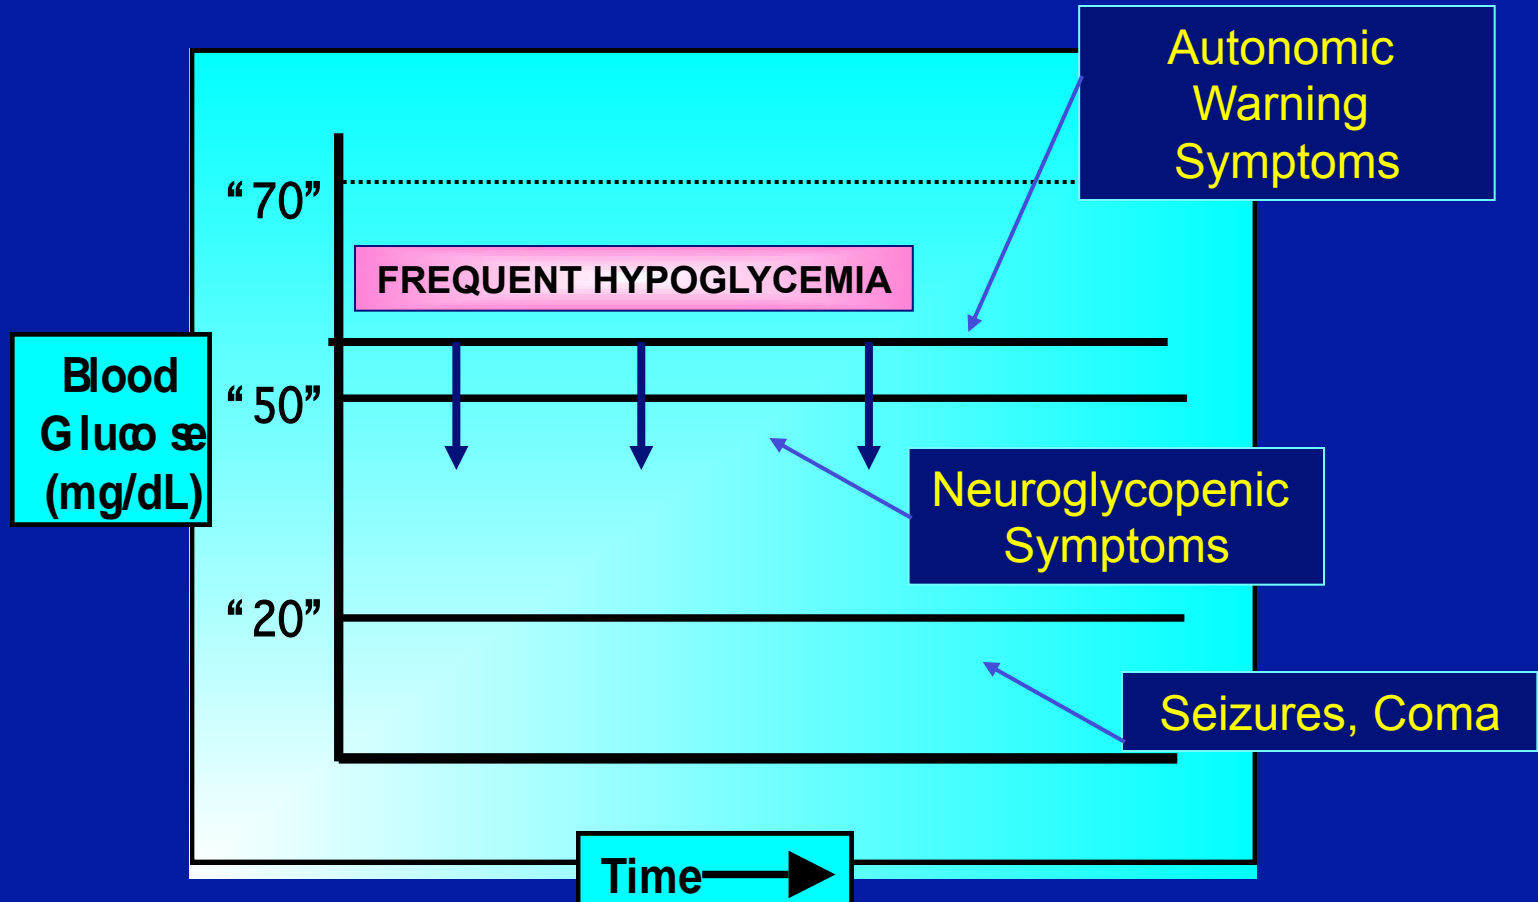 Autonomic
Warning
Symptoms
“70”
FREQUENT HYPOGLYCEMIA
Blood
Glucose
(mg/dL)
“50”
Neuroglycopenic
Symptoms
“20”
Seizures, Coma
Time